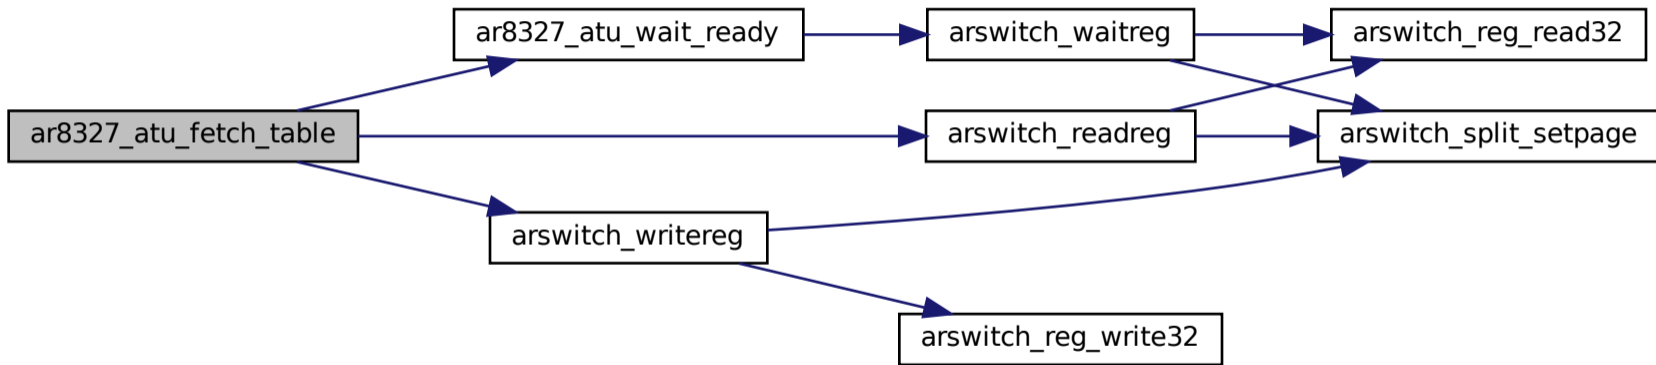 ar8327_atu_wait_ready
arswitch_waitreg
arswitch_reg_read32
ar8327_atu_fetch_table
arswitch_readreg
arswitch_split_setpage
arswitch_writereg
arswitch_reg_write32